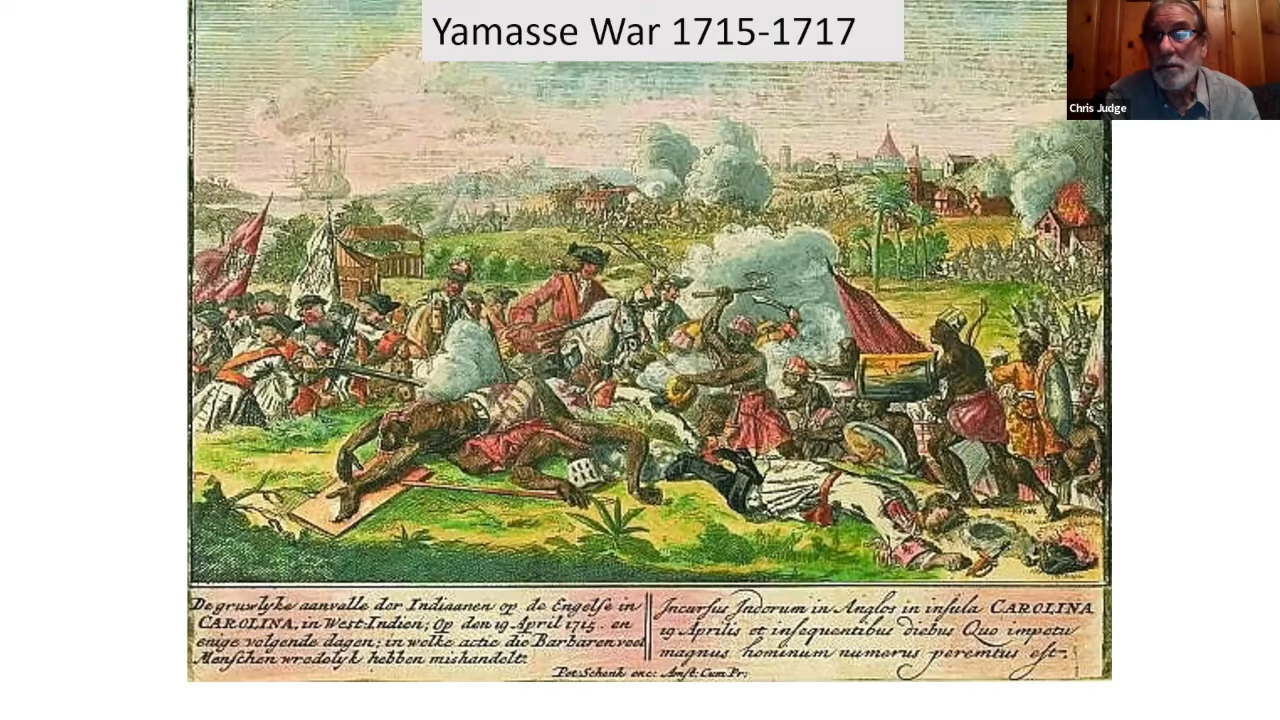 Yamasse War 1715-1717
Chris Judge
De gruwlyke aanvalle der Indiaanen op de Engelse in
CAROLINA, in West-Indien; Op den 19 April 1715. en
enige volgende dagen; in welke actie die Barbaren veel
Menschen wredelyk hebben mishandelt.
Incursus Indorum in Anglos in insula CAROLINA
19 Aprilis et insequentibus diebus Quo impetu
magnus hominum numerus peremtus est.
Pet: Schenk exc: Amst: Cum Pr: